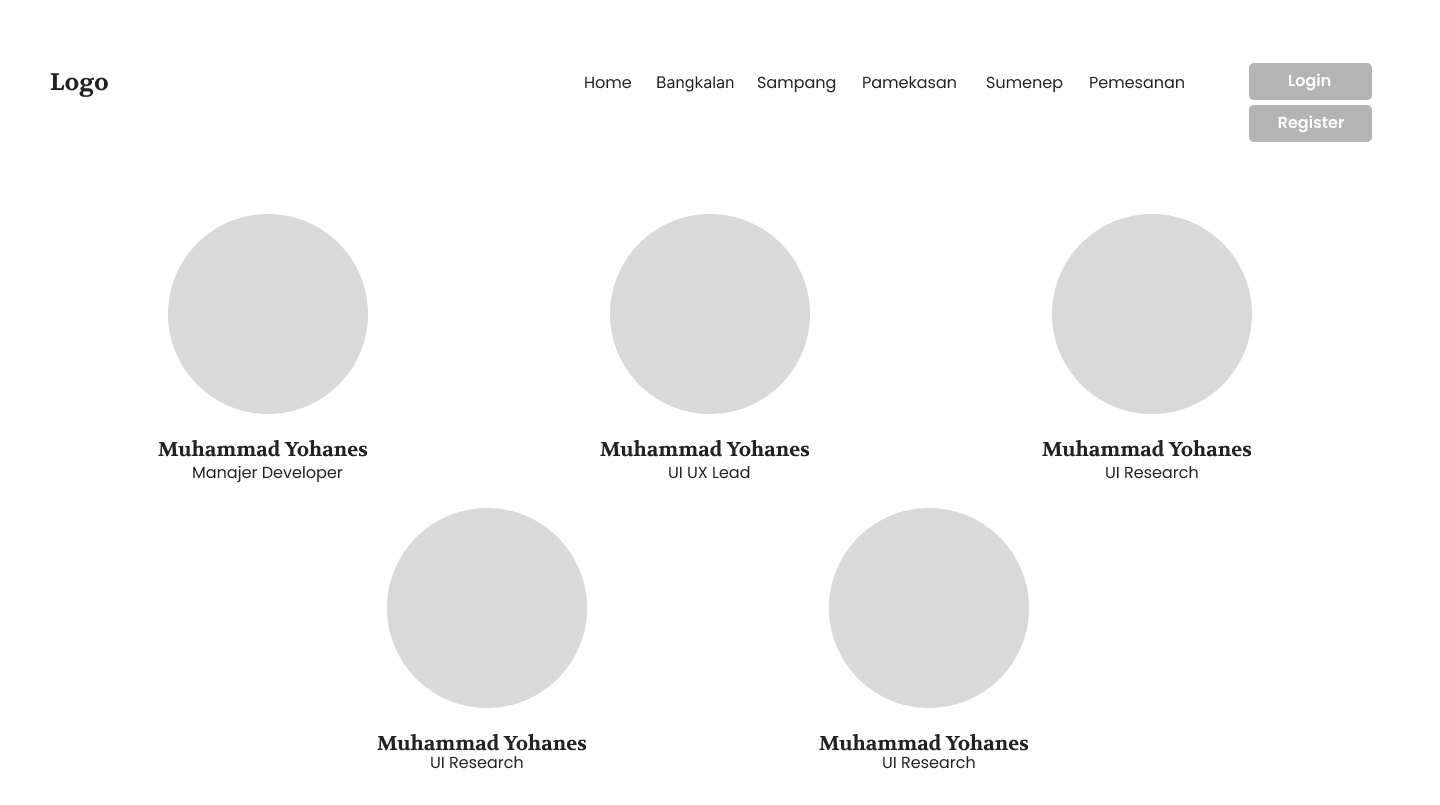 Logo
Home Bangkalan Sampang Pamekasan Sumenep Pemesanan
Login
Register
Muhammad Yohanes
Manajer Developer
Muhammad Yohanes
UI UX Lead
Muhammad Yohanes
UI Research
Muhammad Yohanes
UI Research
Muhammad Yohanes
UI Research